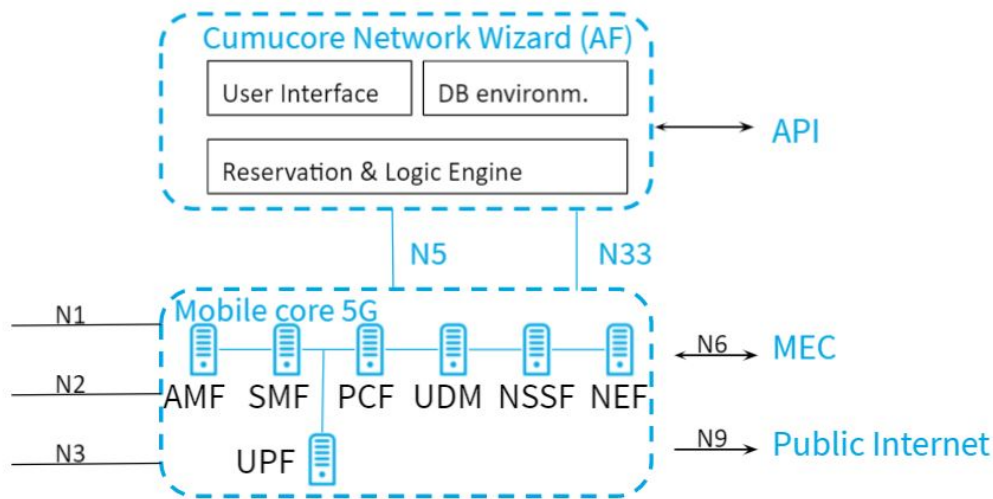 Cumucore Network Wizard (AF)
User Interface
DB environm.
Reservation & Logic Engine
API
N5
N33
Mobile core 5G
N1
N2
N3
AMF SMF PCF UDM NSSF NEF
UPF
N6
MEC
N9
Public Internet